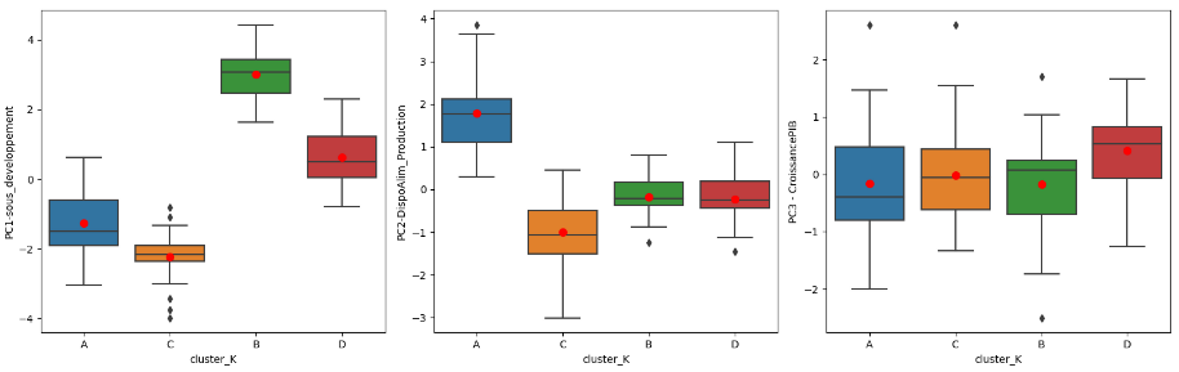 PC1-sous_developpement
4
2
0
−2
−4
A C B D
cluster_K
PC2-DispoAlim_Production
4
3
2
1
0
−1
−2
−3
A C B D
cluster_K
PC3 - CroissancePIB
2
1
0
−1
−2
A C B D
cluster_K